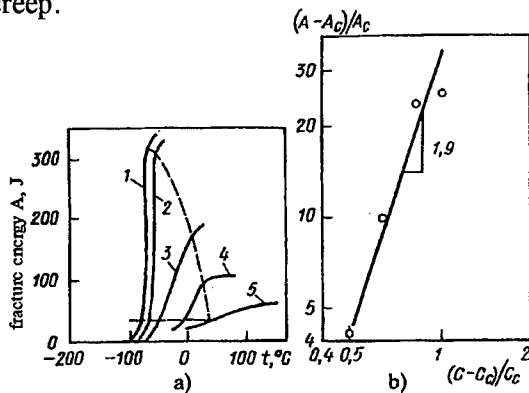 creep.
(A−A_c)/A_c
30
20
10
5
4
1,9
0,4 0,5 1 2
(C−C_c)/C_c
b)
fracture energy A, J
300
200
100
0
1
2
3
4
5
−200 −100 0 100 t,°C
a)